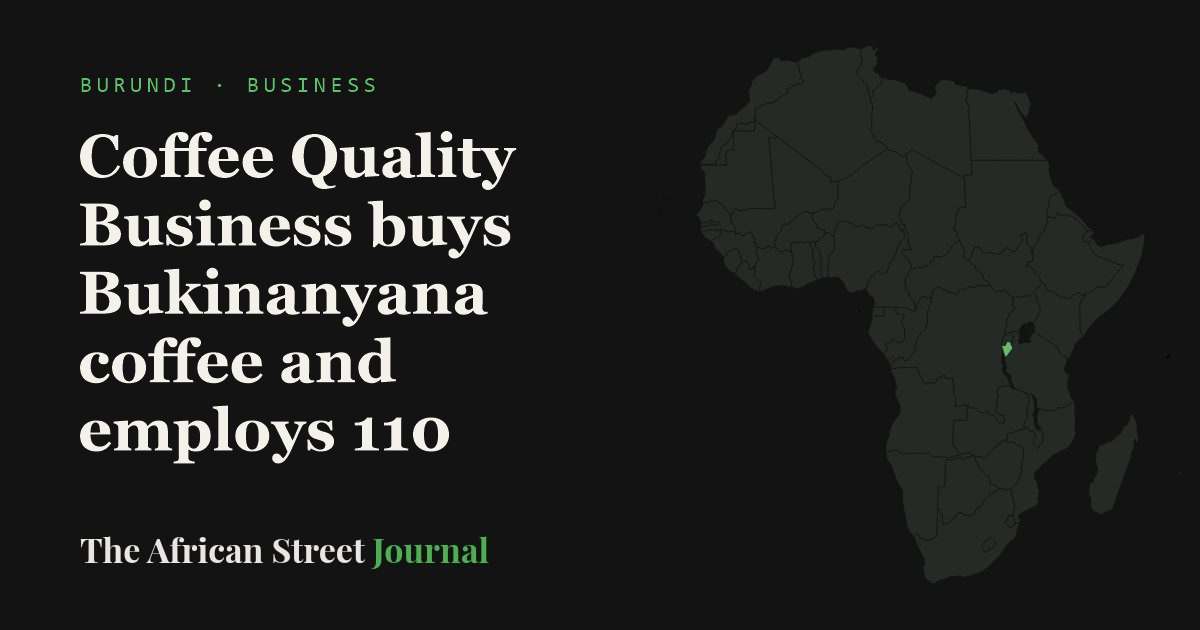 BURUNDI · BUSINESS
Coffee Quality
Business buys
Bukinanyana
coffee and
employs 110
The African Street Journal